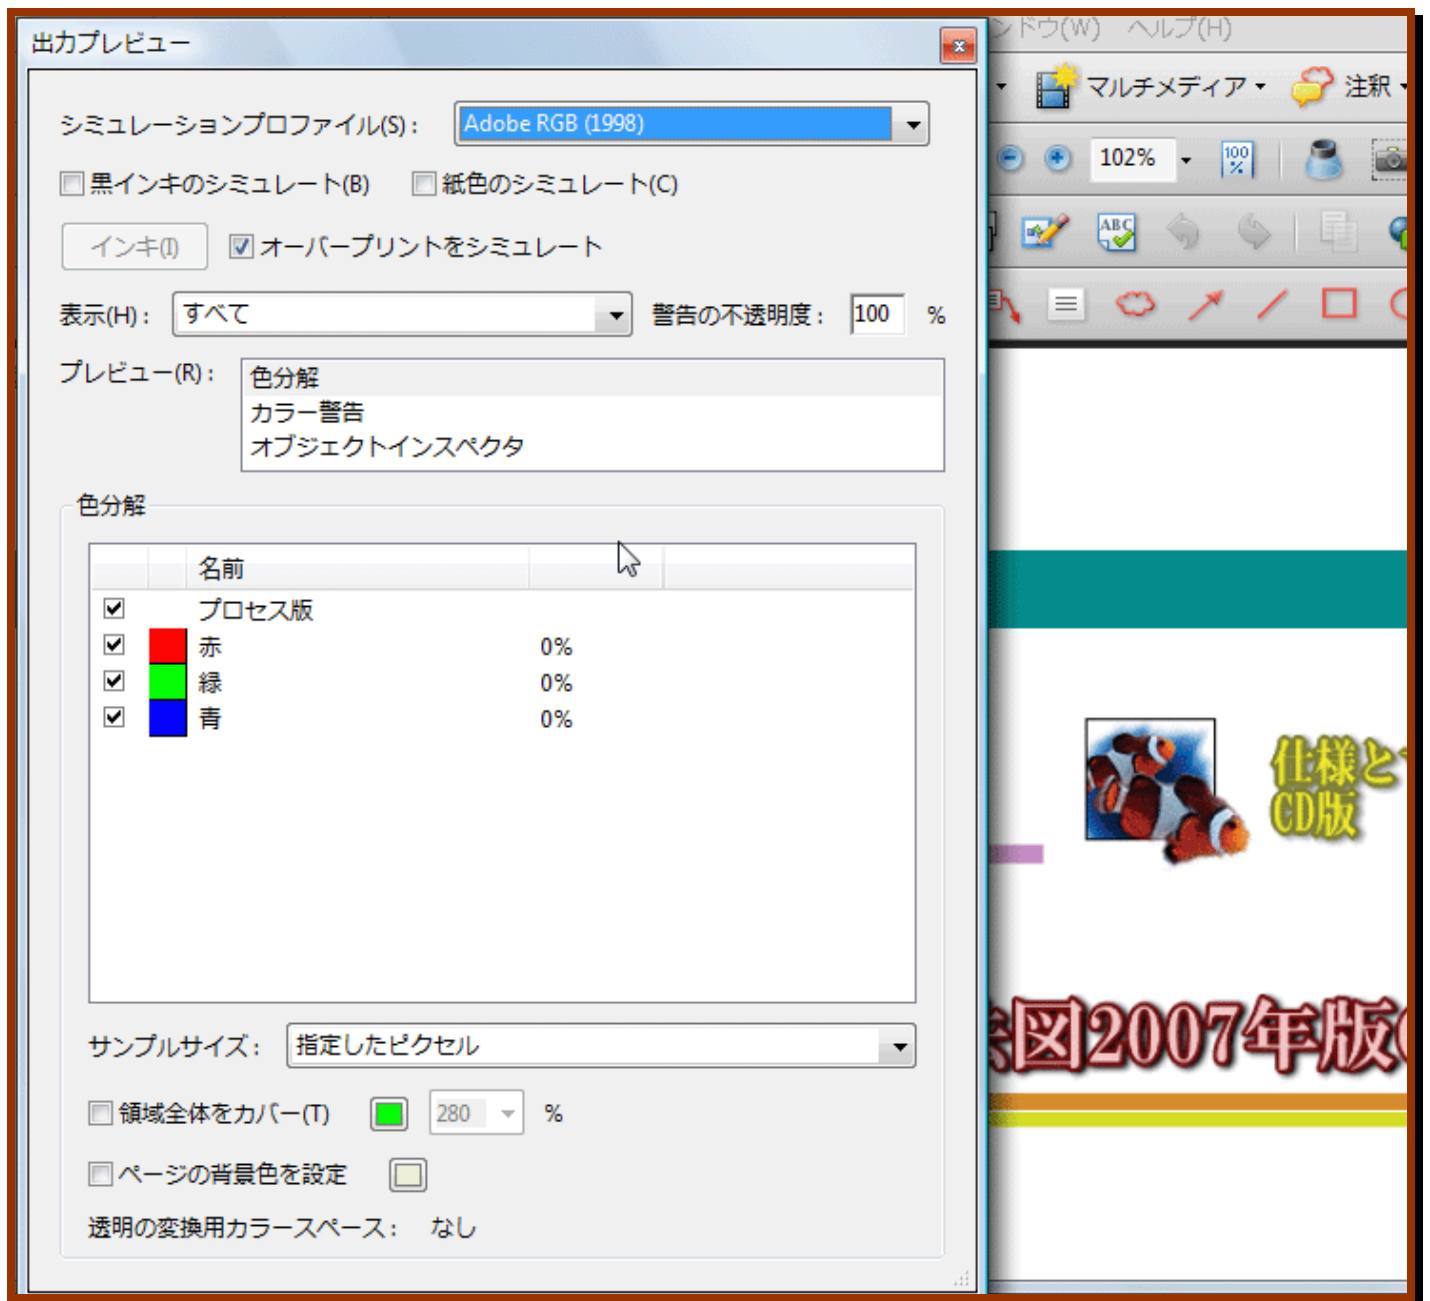 出力プレビュー
ンドウ(W) ヘルプ(H)
マルチメディア 注釈
シミュレーションプロファイル(S)： Adobe RGB (1998)
102%
100 %
黒インキのシミュレート(B) 紙色のシミュレート(C)
インキ(I) オーバープリントをシミュレート
ABC
表示(H)： すべて 警告の不透明度： 100 %
プレビュー(R)： 色分解
カラー警告
オブジェクトインスペクタ
色分解
名前
プロセス版
赤 0%
緑 0%
青 0%
仕様と
CD版
図2007年版
サンプルサイズ： 指定したピクセル
領域全体をカバー(T) 280 %
ページの背景色を設定
透明の変換用カラースペース： なし